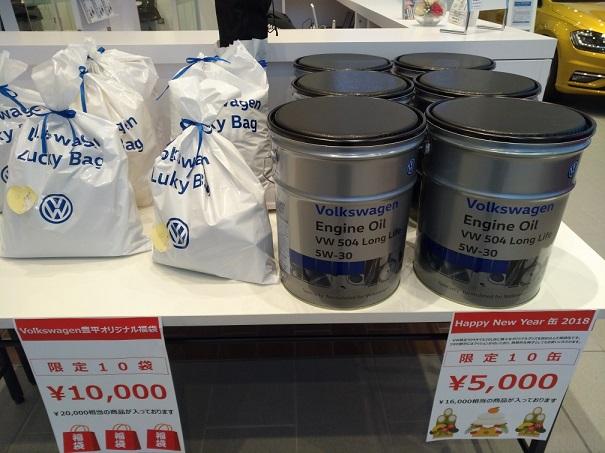 Volkswagen
Lucky Bag
Volkswagen
Lucky Bag
Volkswagen
Engine Oil
VW 504 Long Life
5W-30
Volkswagen
Engine Oil
VW 504 Long Life
5W-30
Volkswagen豊平オリジナル福袋
限定10袋
¥10,000
¥20,000相当の商品が入っております
福袋
福袋
福袋
Happy New Year 缶 2018
限定10缶
¥5,000
¥16,000相当の商品が入っております